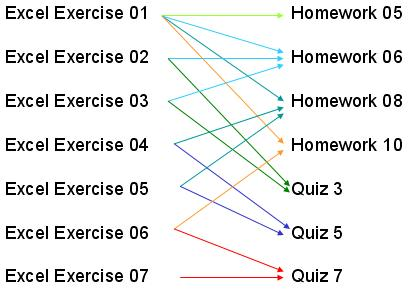 Excel Exercise 01 Homework 05
Excel Exercise 02 Homework 06
Excel Exercise 03 Homework 08
Excel Exercise 04 Homework 10
Excel Exercise 05 Quiz 3
Excel Exercise 06 Quiz 5
Excel Exercise 07 Quiz 7